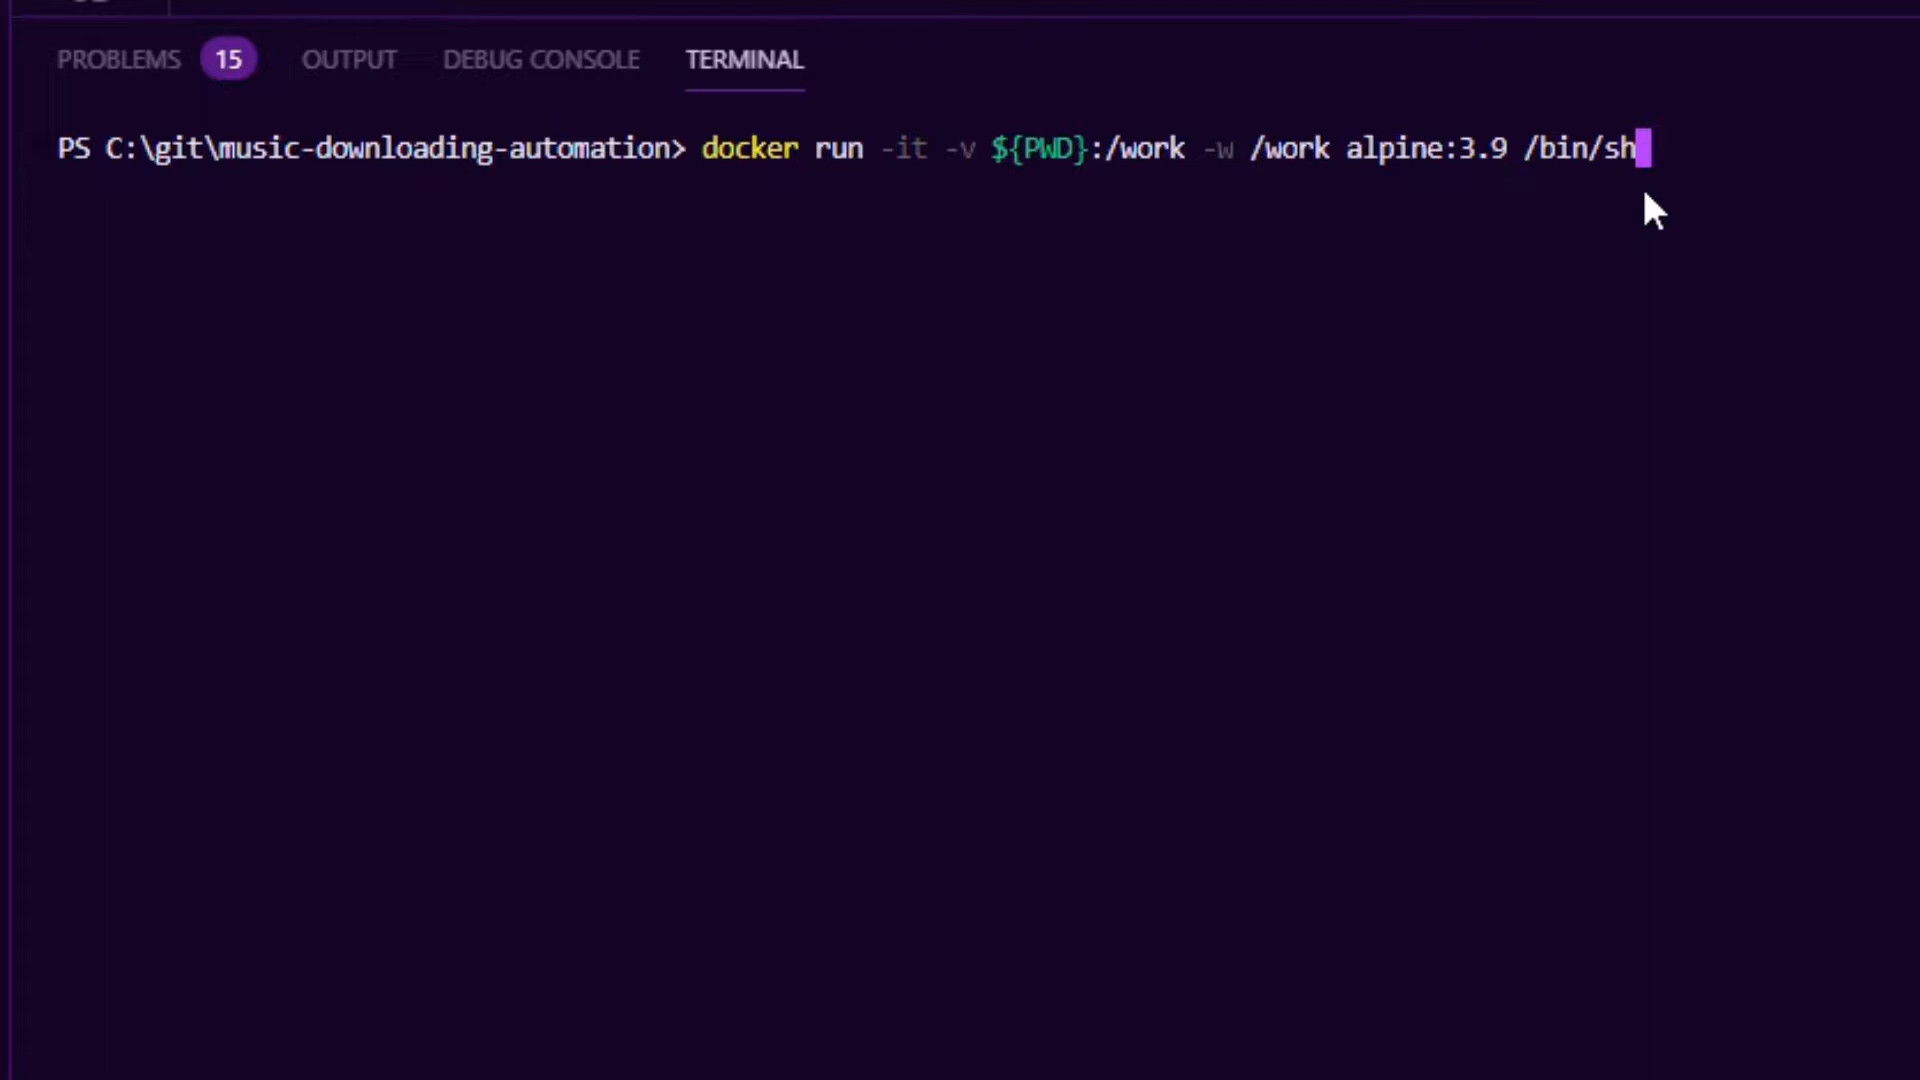 PROBLEMS 15 OUTPUT DEBUG CONSOLE TERMINAL
PS C:\git\music-downloading-automation> docker run -it -v ${PWD}:/work -w /work alpine:3.9 /bin/sh